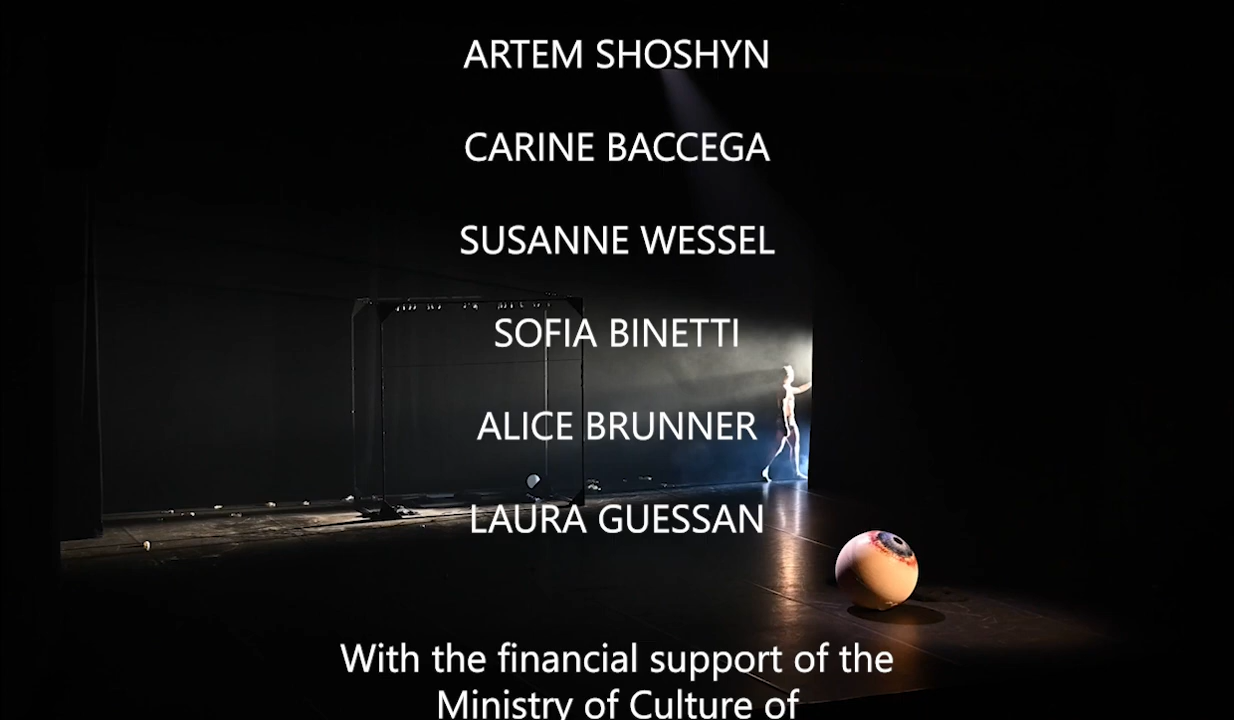 ARTEM SHOSHYN
CARINE BACCEGA
SUSANNE WESSEL
SOFIA BINETTI
ALICE BRUNNER
LAURA GUESSAN
With the financial support of the
Ministry of Culture of